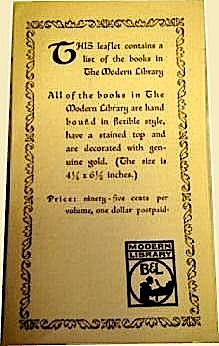 THIS leaflet contains a
list of the books in
The Modern Library
All of the books in The
Modern Library are hand
bound in flexible style,
have a stained top and
are decorated with gen-
uine gold. (The size is
4¼ x 6½ inches.)
Price: ninety-five cents per
volume, one dollar postpaid.
MODERN
LIBRARY
B&L